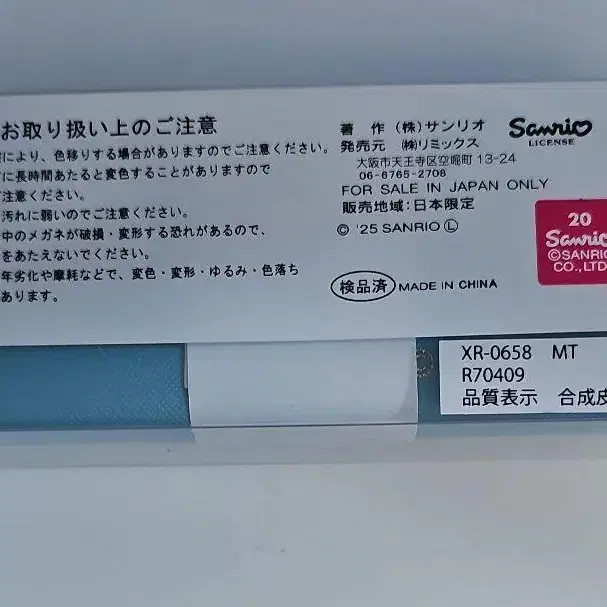 お取り扱い上のご注意
により、色移りする場合がありますのでご注意ください。
に長時間あたると変色することがありますので
ご注意ください。
汚れに弱いのでご注意ください。
中のメガネが破損・変形する恐れがあるので、
をあたえないでください。
年劣化や摩耗などで、変色・変形・ゆるみ・色落ち
あります。
著 作 (株)サンリオ
発売元 ㈱リミックス
大阪市天王寺区空堀町 13-24
06-6765-2708
FOR SALE IN JAPAN ONLY
販売地域:日本限定
© '25 SANRIO Ⓛ
検品済 MADE IN CHINA
Sanrio
LICENSE
20
Sanrio
©SANRIO
CO.,LTD
XR-0658 MT
R70409
品質表示 合成皮